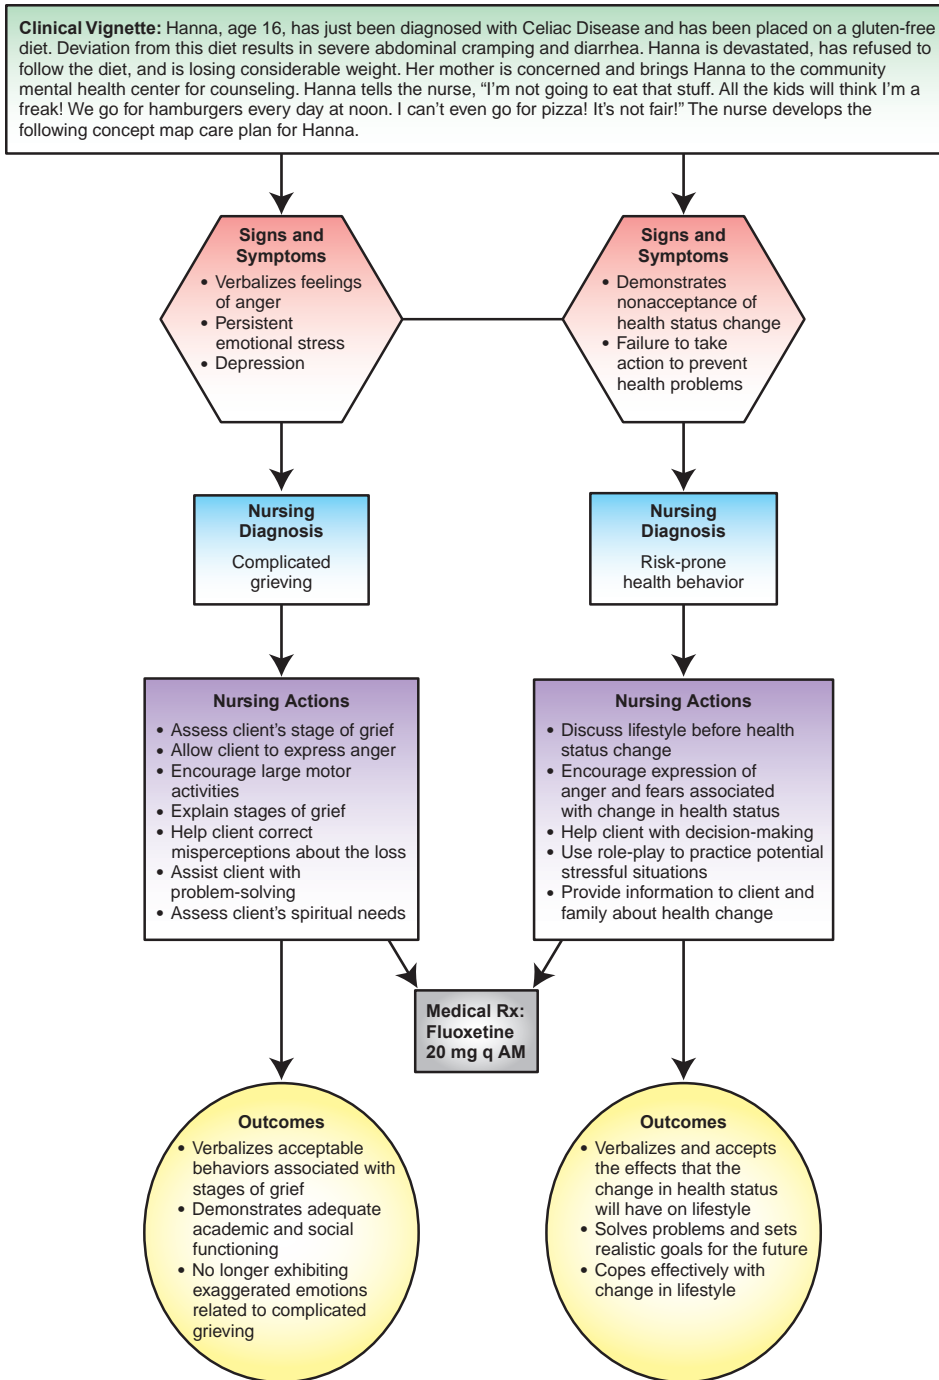 Clinical Vignette: Hanna, age 16, has just been diagnosed with Celiac Disease and has been placed on a gluten-free
diet. Deviation from this diet results in severe abdominal cramping and diarrhea. Hanna is devastated, has refused to
follow the diet, and is losing considerable weight. Her mother is concerned and brings Hanna to the community
mental health center for counseling. Hanna tells the nurse, “I’m not going to eat that stuff. All the kids will think I’m a
freak! We go for hamburgers every day at noon. I can’t even go for pizza! It’s not fair!” The nurse develops the
following concept map care plan for Hanna.
Signs and
Symptoms
• Verbalizes feelings
of anger
• Persistent
emotional stress
• Depression
Signs and
Symptoms
• Demonstrates
nonacceptance of
health status change
• Failure to take
action to prevent
health problems
Nursing
Diagnosis
Complicated
grieving
Nursing
Diagnosis
Risk-prone
health behavior
Nursing Actions
• Assess client’s stage of grief
• Allow client to express anger
• Encourage large motor
activities
• Explain stages of grief
• Help client correct
misperceptions about the loss
• Assist client with
problem-solving
• Assess client’s spiritual needs
Nursing Actions
• Discuss lifestyle before health
status change
• Encourage expression of
anger and fears associated
with change in health status
• Help client with decision-making
• Use role-play to practice potential
stressful situations
• Provide information to client and
family about health change
Medical Rx:
Fluoxetine
20 mg q AM
Outcomes
• Verbalizes acceptable
behaviors associated with
stages of grief
• Demonstrates adequate
academic and social
functioning
• No longer exhibiting
exaggerated emotions
related to complicated
grieving
Outcomes
• Verbalizes and accepts
the effects that the
change in health status
will have on lifestyle
• Solves problems and sets
realistic goals for the future
• Copes effectively with
change in lifestyle